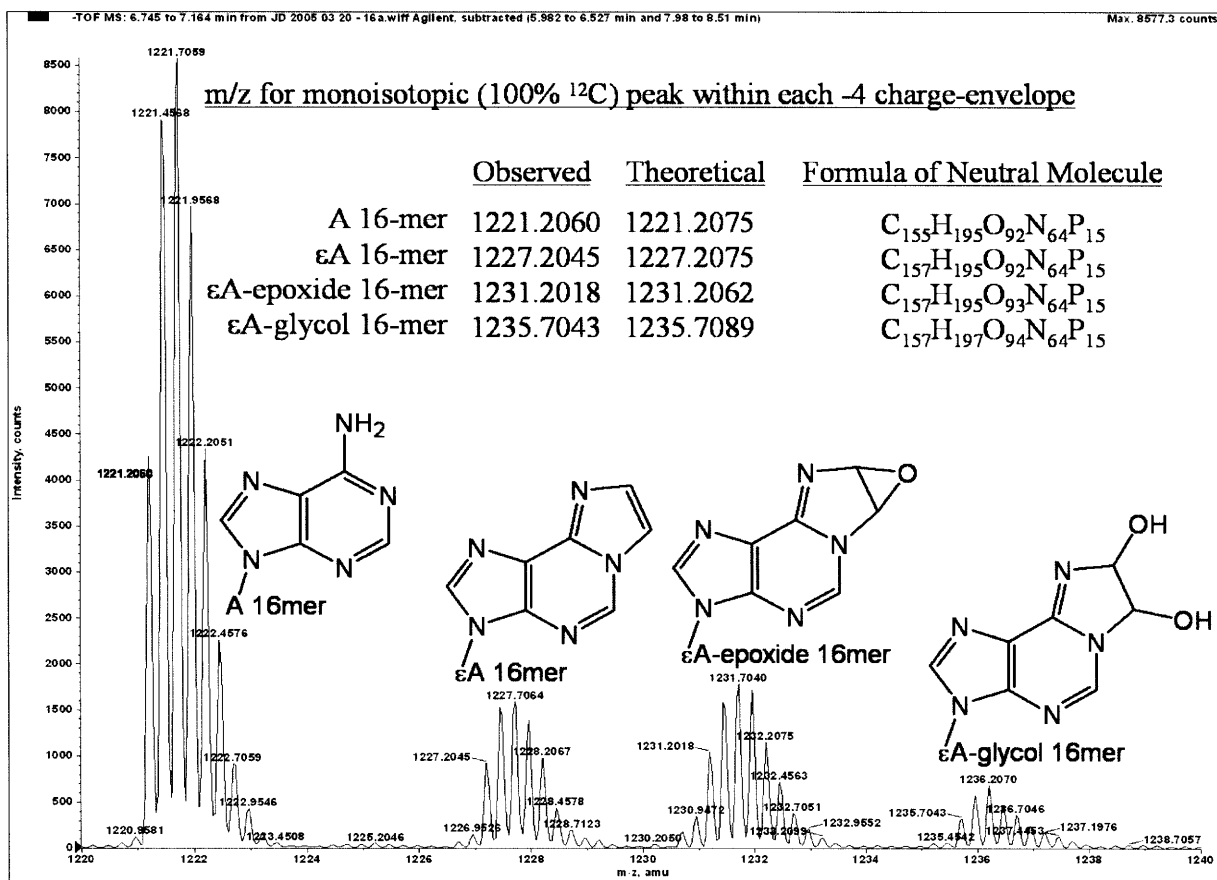 -TOF MS: 6.745 to 7.164 min from JD 2005 03 20 - 16a.wiff Agilent, subtracted (5.982 to 6.527 min and 7.98 to 8.51 min) Max. 8577.3 counts
m/z for monoisotopic (100% ¹²C) peak within each -4 charge-envelope
Observed Theoretical Formula of Neutral Molecule
A 16-mer 1221.2060 1221.2075 C₁₅₅H₁₉₅O₉₂N₆₄P₁₅
εA 16-mer 1227.2045 1227.2075 C₁₅₇H₁₉₅O₉₂N₆₄P₁₅
εA-epoxide 16-mer 1231.2018 1231.2062 C₁₅₇H₁₉₅O₉₃N₆₄P₁₅
εA-glycol 16-mer 1235.7043 1235.7089 C₁₅₇H₁₉₇O₉₄N₆₄P₁₅
Intensity, counts
8500
8000
7500
7000
6500
6000
5500
5000
4500
4000
3500
3000
2500
2000
1500
1000
500
0
1221.7059
1221.4568
1221.9568
1222.2051
1222.4576
1222.7059
1222.9546
1220.9581
1225.2046
NH₂
N
N
N
N
A 16mer
N
N
N
N
N
εA 16mer
1227.7064
1227.2045
1228.2067
1228.4578
1228.7123
1226.9526
N
O
N
N
N
N
εA-epoxide 16mer
1231.7040
1231.2018
1232.2075
1232.4563
1232.7051
1232.9552
1230.9472
1230.2050
OH
N
OH
N
N
N
N
εA-glycol 16mer
1236.2070
1235.7043
1236.7046
1237.1976
1237.4453
1235.4542
1238.7057
1220 1222 1224 1226 1228 1230 1232 1234 1236 1238 1240
m/z, amu